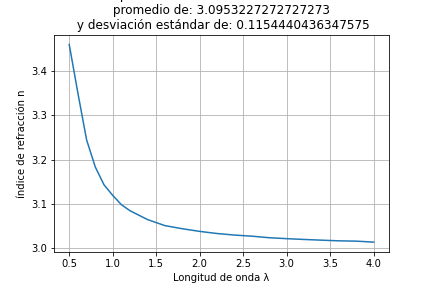 promedio de: 3.0953227272727273
y desviación estándar de: 0.1154440436347575
índice de refracción n
3.4
3.3
3.2
3.1
3.0
0.5 1.0 1.5 2.0 2.5 3.0 3.5 4.0
Longitud de onda λ